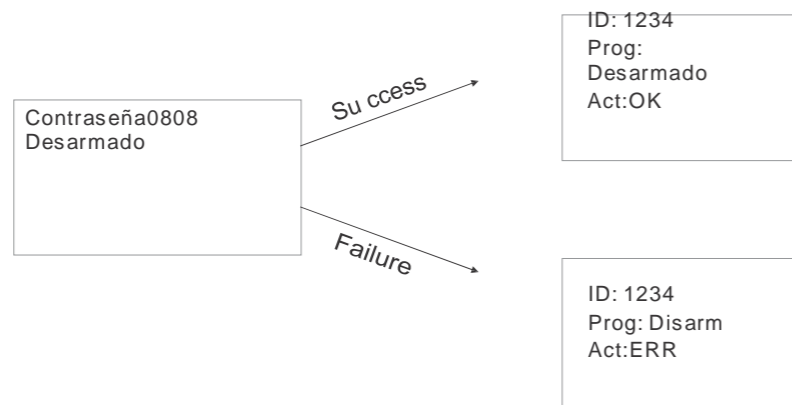 Contraseña0808
Desarmado
Su ccess
Failure
ID: 1234
Prog:
Desarmado
Act:OK
ID: 1234
Prog: Disarm
Act:ERR